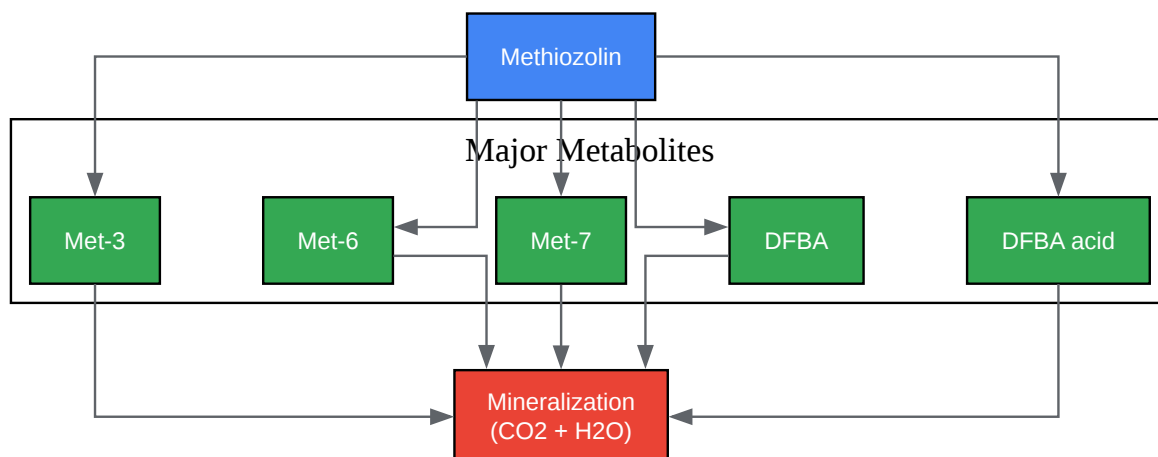 Methiozolin
Major Metabolites
Met-3
Met-6
Met-7
DFBA
DFBA acid
Mineralization
(CO2 + H2O)